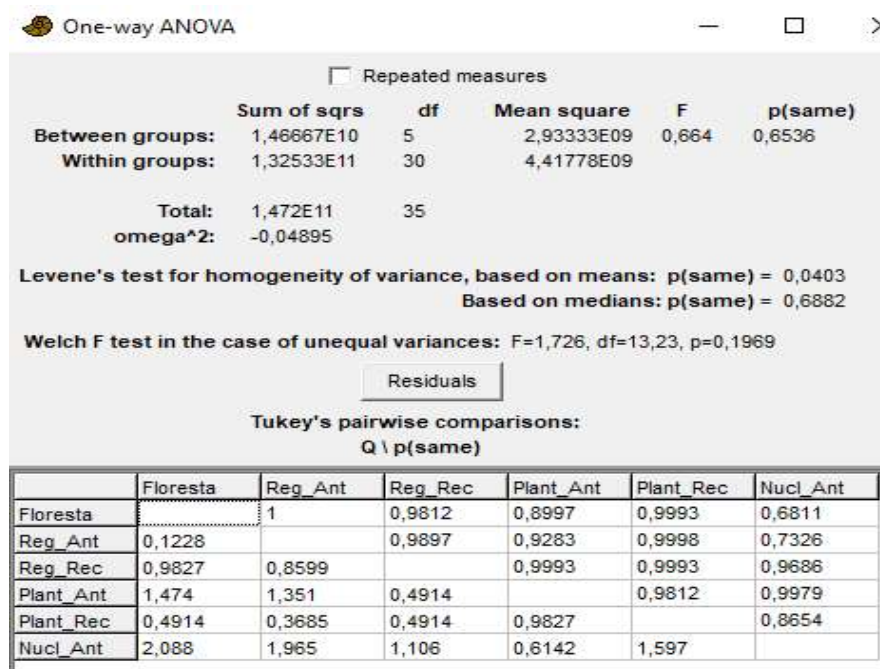 One-way ANOVA
Repeated measures
Sum of sqrs df Mean square F p(same)
Between groups: 1,46667E10 5 2,93333E09 0,664 0,6536
Within groups: 1,32533E11 30 4,41778E09
Total: 1,472E11 35
omega^2: -0,04895
Levene's test for homogeneity of variance, based on means: p(same) = 0,0403
Based on medians: p(same) = 0,6882
Welch F test in the case of unequal variances: F=1,726, df=13,23, p=0,1969
Residuals
Tukey's pairwise comparisons:
Q \ p(same)
Floresta Reg_Ant Reg_Rec Plant_Ant Plant_Rec Nucl_Ant
Floresta 1 0,9812 0,8997 0,9993 0,6811
Reg_Ant 0,1228 0,9897 0,9283 0,9998 0,7326
Reg_Rec 0,9827 0,8599 0,9993 0,9993 0,9686
Plant_Ant 1,474 1,351 0,4914 0,9812 0,9979
Plant_Rec 0,4914 0,3685 0,4914 0,9827 0,8654
Nucl_Ant 2,088 1,965 1,106 0,6142 1,597